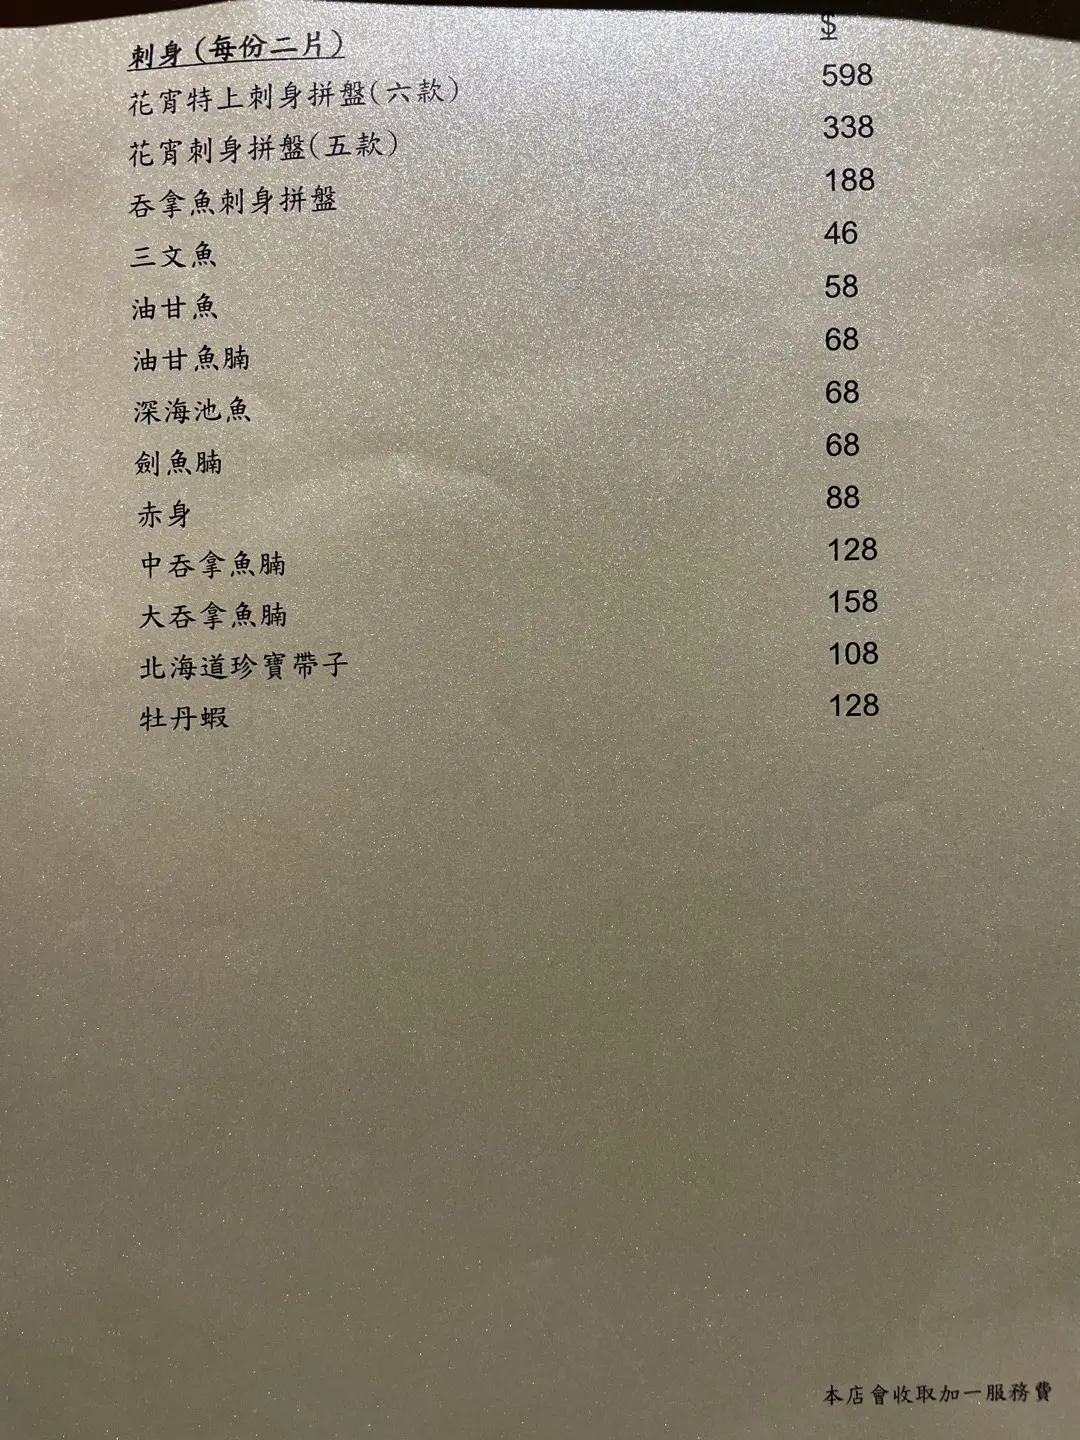 刺身(每份二片) $
花宵特上刺身拼盤(六款) 598
花宵刺身拼盤(五款) 338
吞拿魚刺身拼盤 188
三文魚 46
油甘魚 58
油甘魚腩 68
深海池魚 68
劍魚腩 68
赤身 88
中吞拿魚腩 128
大吞拿魚腩 158
北海道珍寶帶子 108
牡丹蝦 128
本店會收取加一服務費